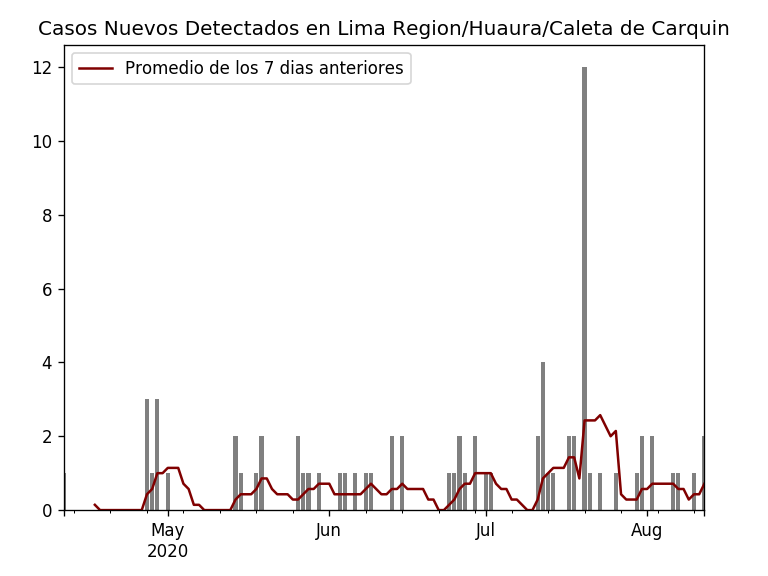 Casos Nuevos Detectados en Lima Region/Huaura/Caleta de Carquin
Promedio de los 7 dias anteriores
12
10
8
6
4
2
0
May Jun Jul Aug
2020